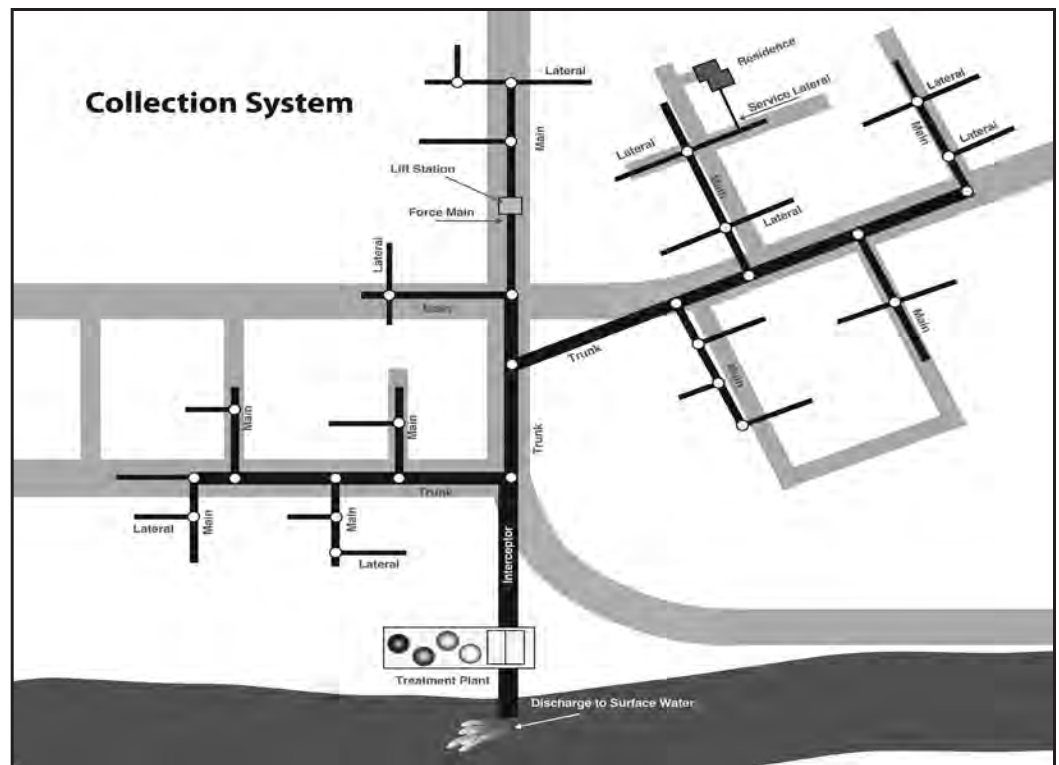 Collection System
Lateral
Main
Lift Station
Force Main
Lateral
Main
Residence
Service Lateral
Lateral
Main
Lateral
Lateral
Main
Lateral
Trunk
Main
Main
Main
Main
Trunk
Trunk
Lateral
Main
Main
Lateral
Interceptor
Treatment Plant
Discharge to Surface Water